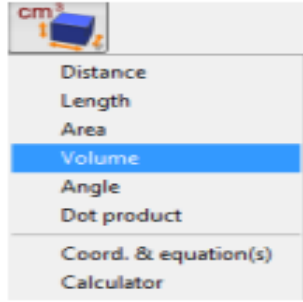 cm³
Distance
Length
Area
Volume
Angle
Dot product
Coord. & equation(s)
Calculator